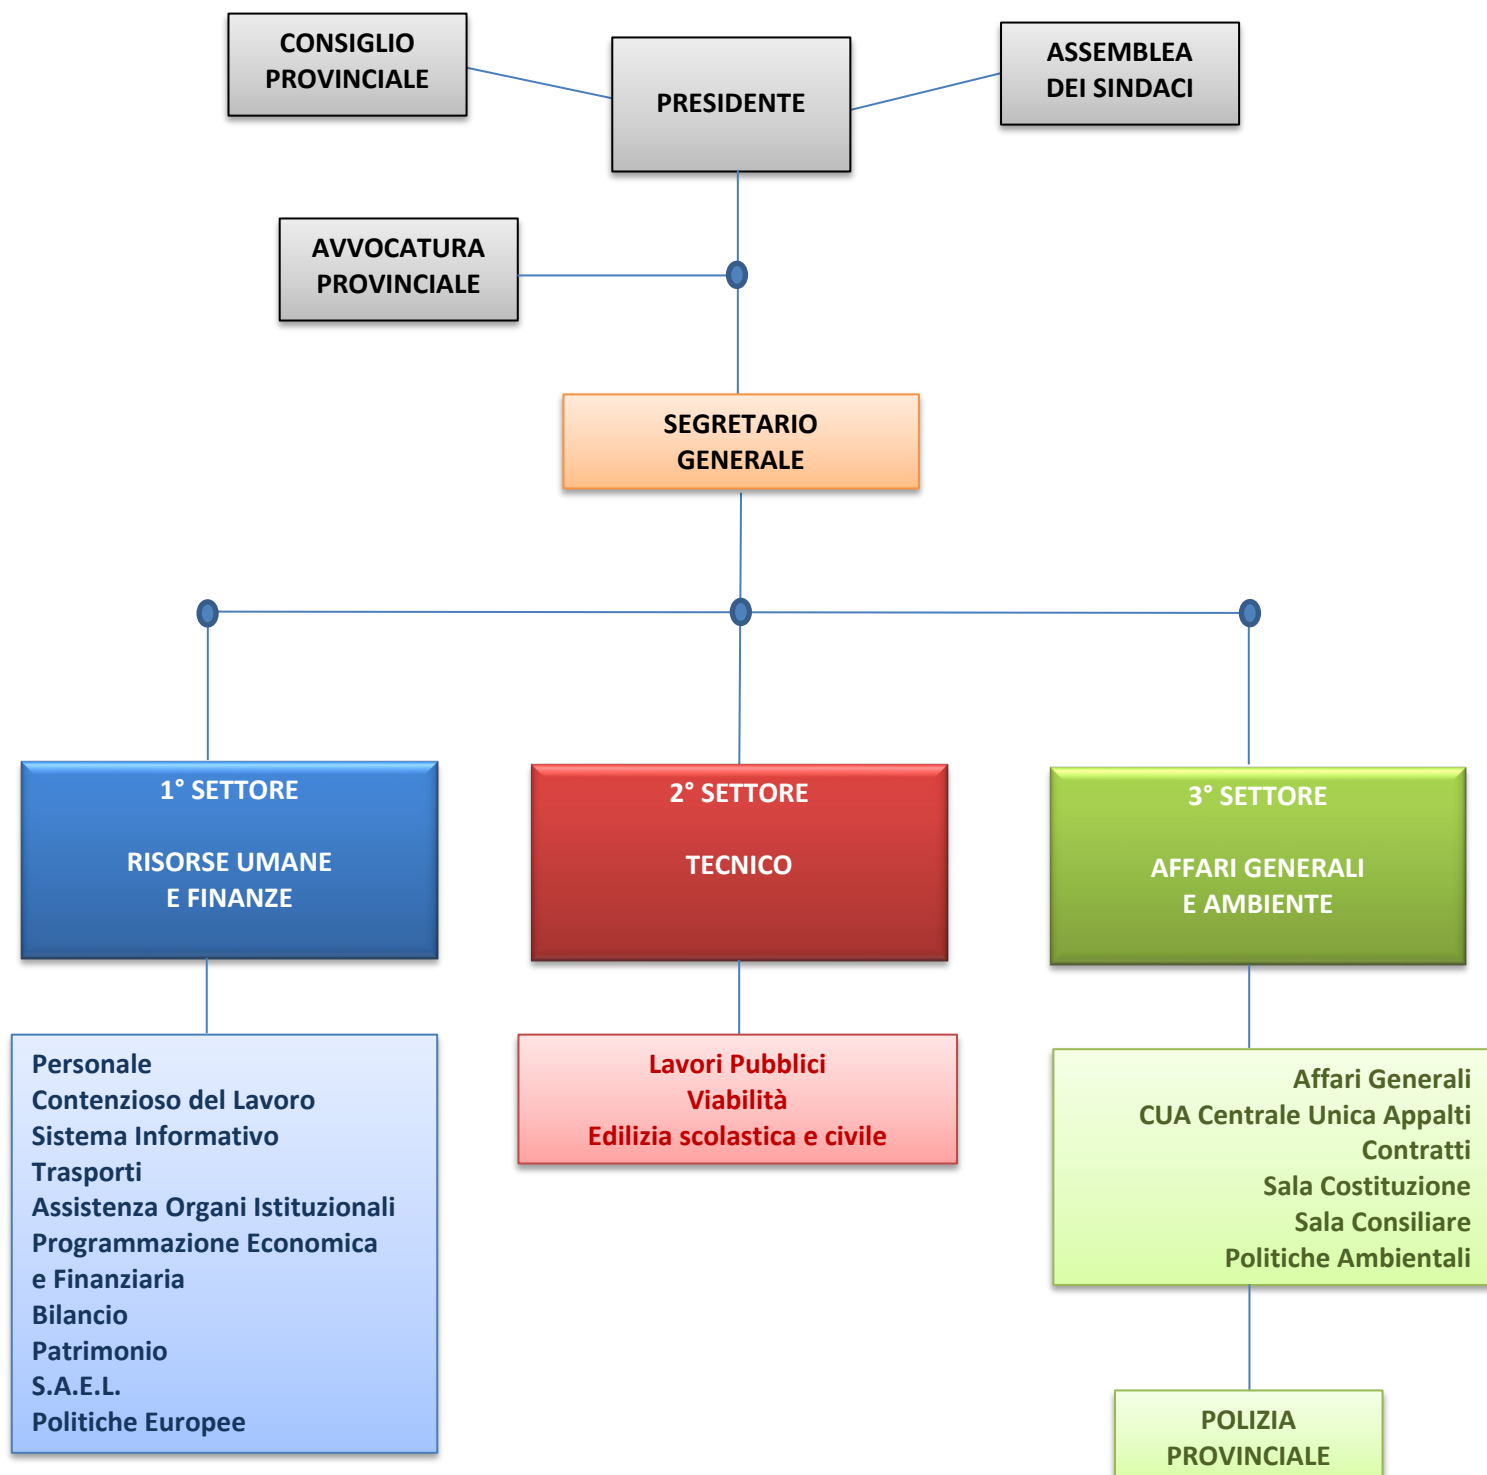 CONSIGLIO
PROVINCIALE
PRESIDENTE
ASSEMBLEA
DEI SINDACI
AVVOCATURA
PROVINCIALE
SEGRETARIO
GENERALE
1° SETTORE
RISORSE UMANE
E FINANZE
2° SETTORE
TECNICO
3° SETTORE
AFFARI GENERALI
E AMBIENTE
Personale
Contenzioso del Lavoro
Sistema Informativo
Trasporti
Assistenza Organi Istituzionali
Programmazione Economica
e Finanziaria
Bilancio
Patrimonio
S.A.E.L.
Politiche Europee
Lavori Pubblici
Viabilità
Edilizia scolastica e civile
Affari Generali
CUA Centrale Unica Appalti
Contratti
Sala Costituzione
Sala Consiliare
Politiche Ambientali
POLIZIA
PROVINCIALE